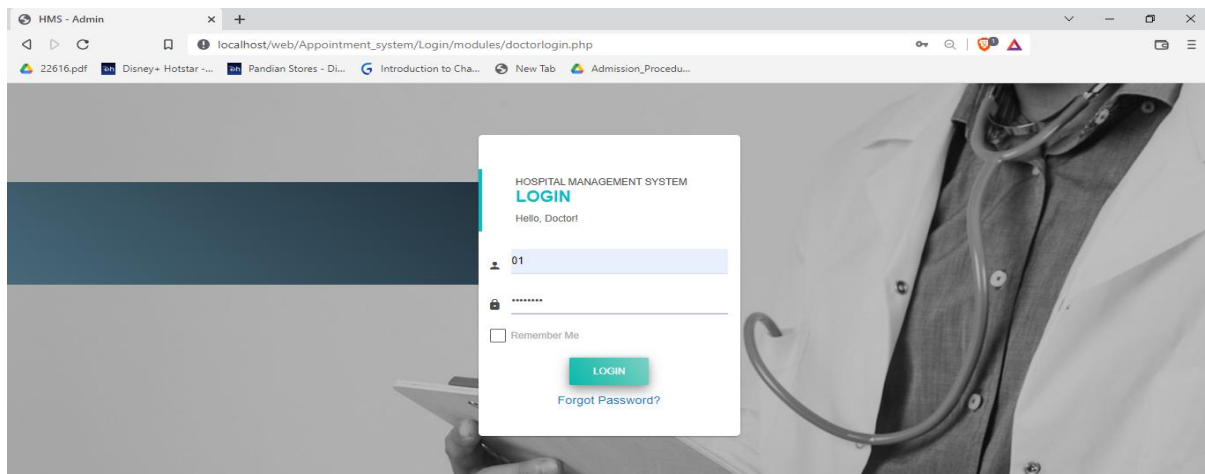 HMS - Admin
localhost/web/Appointment_system/Login/modules/doctorlogin.php
22616.pdf Disney+ Hotstar -... Pandian Stores - Di... Introduction to Cha... New Tab Admission_Procedu...
HOSPITAL MANAGEMENT SYSTEM
LOGIN
Hello, Doctor!
01
••••••••
Remember Me
LOGIN
Forgot Password?